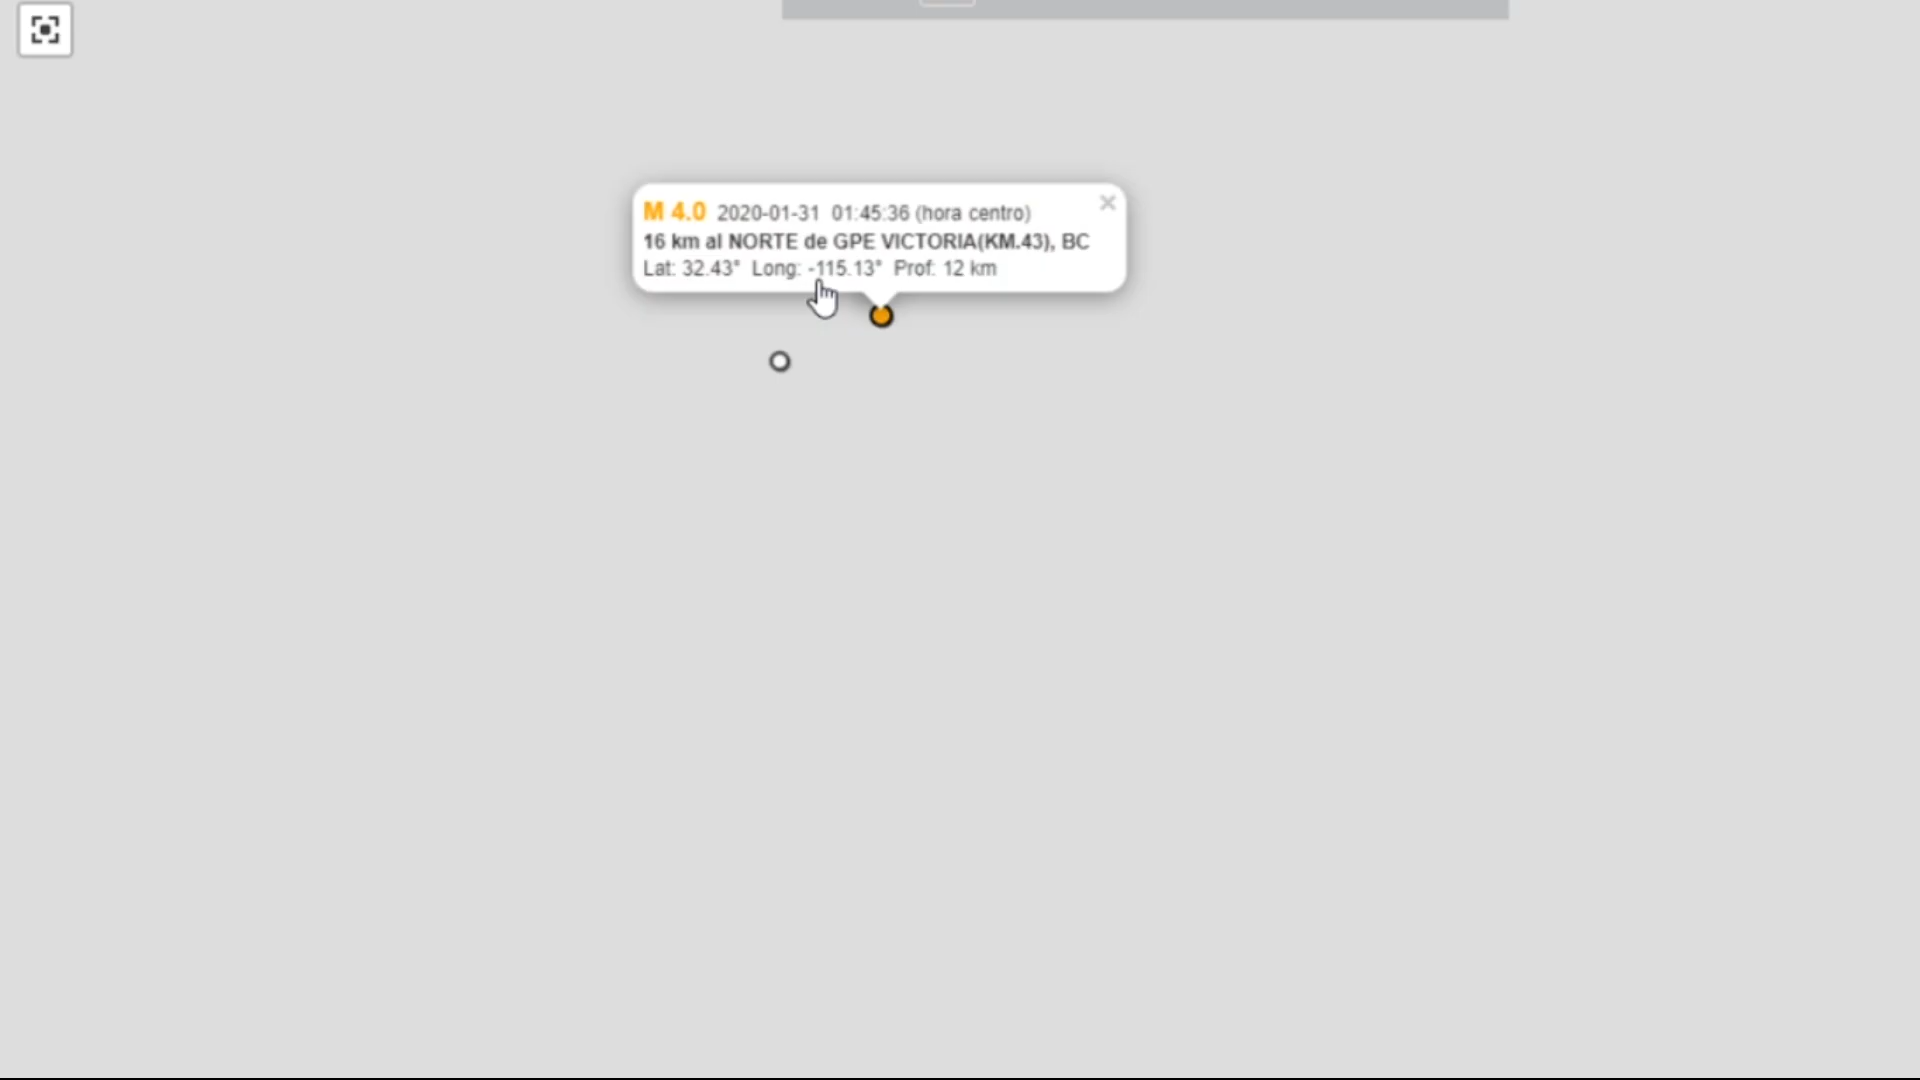 M 4.0 2020-01-31 01:45:36 (hora centro)
16 km al NORTE de GPE VICTORIA(KM.43), BC
Lat: 32.43° Long: -115.13° Prof: 12 km